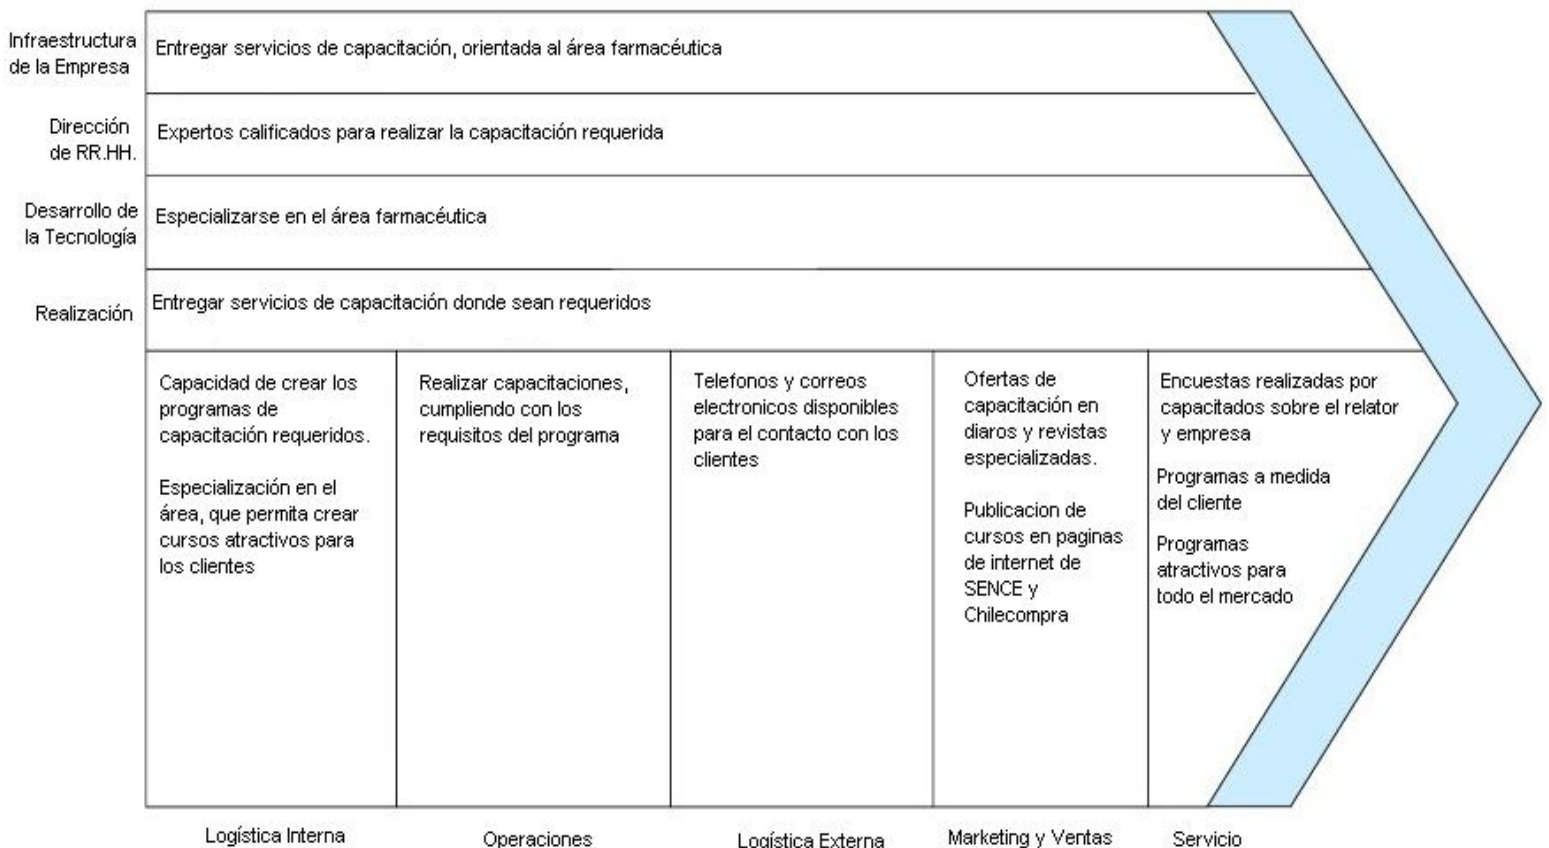 Infraestructura
de la Empresa
Entregar servicios de capacitación, orientada al área farmacéutica
Dirección
de RR.HH.
Expertos calificados para realizar la capacitación requerida
Desarrollo de
la Tecnología
Especializarse en el área farmacéutica
Realización
Entregar servicios de capacitación donde sean requeridos
Capacidad de crear los
programas de
capacitación requeridos.
Especialización en el
área, que permita crear
cursos atractivos para
los clientes
Realizar capacitaciones,
cumpliendo con los
requisitos del programa
Telefonos y correos
electronicos disponibles
para el contacto con los
clientes
Ofertas de
capacitación en
diaros y revistas
especializadas.
Publicacion de
cursos en paginas
de internet de
SENCE y
Chilecompra
Encuestas realizadas por
capacitados sobre el relator
y empresa
Programas a medida
del cliente
Programas
atractivos para
todo el mercado
Logística Interna
Operaciones
Logística Externa
Marketing y Ventas
Servicio